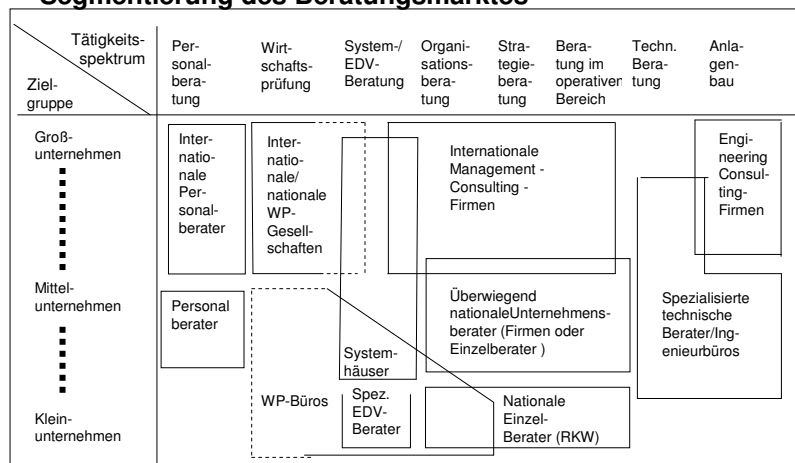 Segmentierung des Beratungsmarktes
Tätigkeits-
spektrum
Ziel-
gruppe
Per-
sonal-
bera-
tung
Wirt-
schafts-
prüfung
System-/
EDV-
Beratung
Organi-
sations-
bera-
tung
Stra-
tegie-
bera-
tung
Bera-
tung im
operativen
Bereich
Techn.
Bera-
tung
Anla-
gen-
bau
Groß-
unternehmen
Inter-
natio-
nale
Per-
sonal-
berater
Inter-
natio-
nale/
nationale
WP-
Gesell-
schaften
Internationale
Management -
Consulting -
Firmen
Engi-
neering
Consul-
ting-
Firmen
Mittel-
unternehmen
Personal
berater
Überwiegend
nationaleUnternehmens-
berater (Firmen oder
Einzelberater )
Spezialisierte
technische
Berater/Ing-
enieurbüros
System-
häuser
Klein-
unternehmen
WP-Büros
Spez.
EDV-
Berater
Nationale
Einzel-
Berater (RKW)